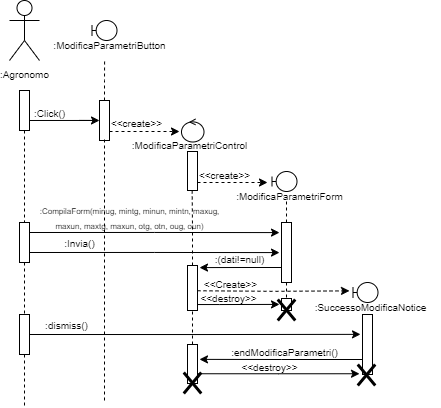 :ModificaParametriButton
:Agronomo
:Click()
<<create>>
:ModificaParametriControl
<<create>>
:ModificaParametriForm
:CompilaForm(minug, mintg, minun, mintn, maxug,
maxun, maxtg, maxun, otg, otn, oug, oun)
:Invia()
:(dati!=null)
<<Create>>
<<destroy>>
:SuccessoModificaNotice
:dismiss()
:endModificaParametri()
<<destroy>>